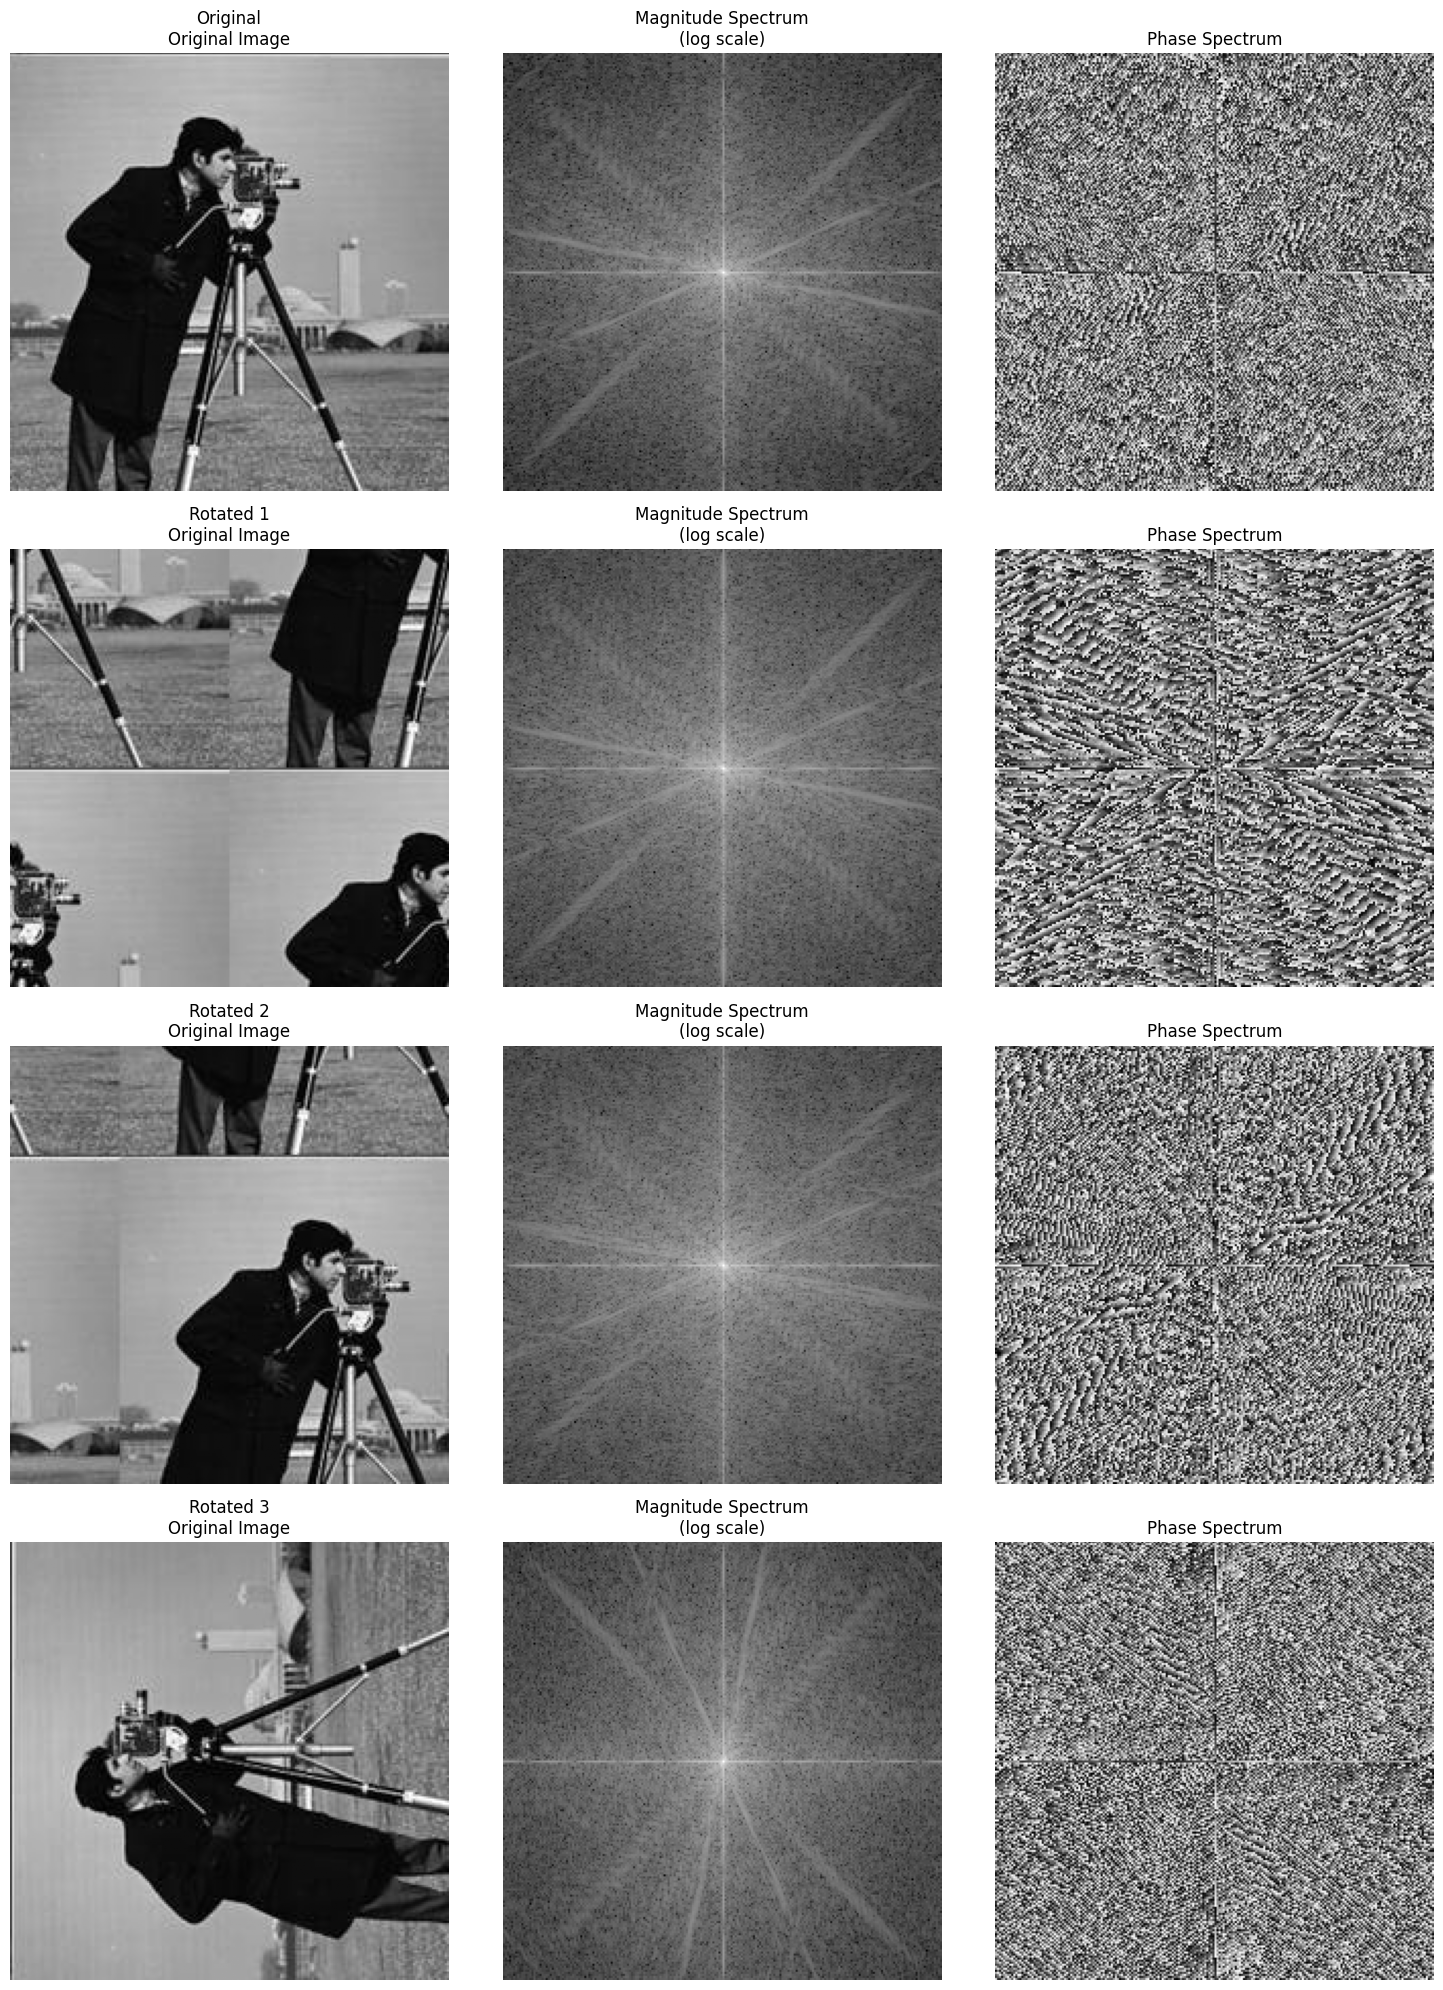 Original
Original Image
Magnitude Spectrum
(log scale)
Phase Spectrum
Rotated 1
Original Image
Magnitude Spectrum
(log scale)
Phase Spectrum
Rotated 2
Original Image
Magnitude Spectrum
(log scale)
Phase Spectrum
Rotated 3
Original Image
Magnitude Spectrum
(log scale)
Phase Spectrum